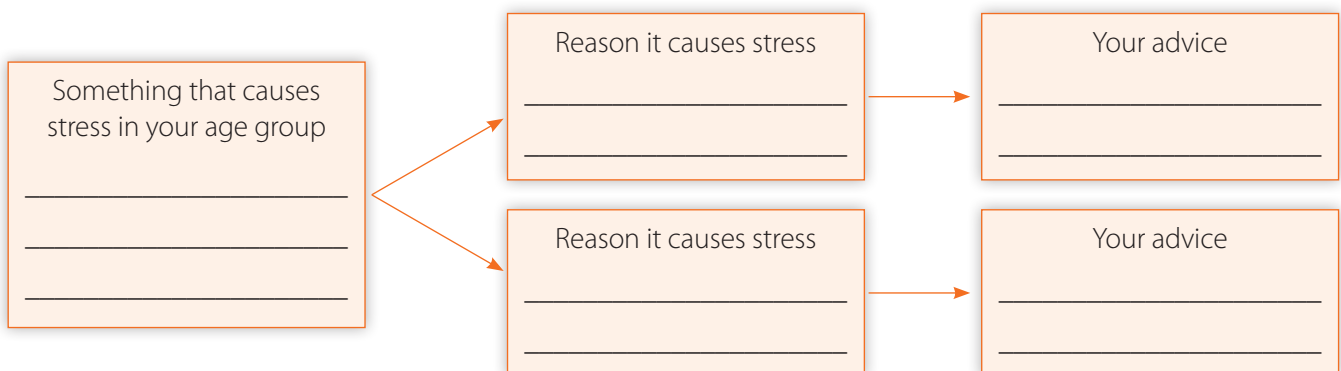 Something that causes
stress in your age group
Reason it causes stress
Your advice
Reason it causes stress
Your advice